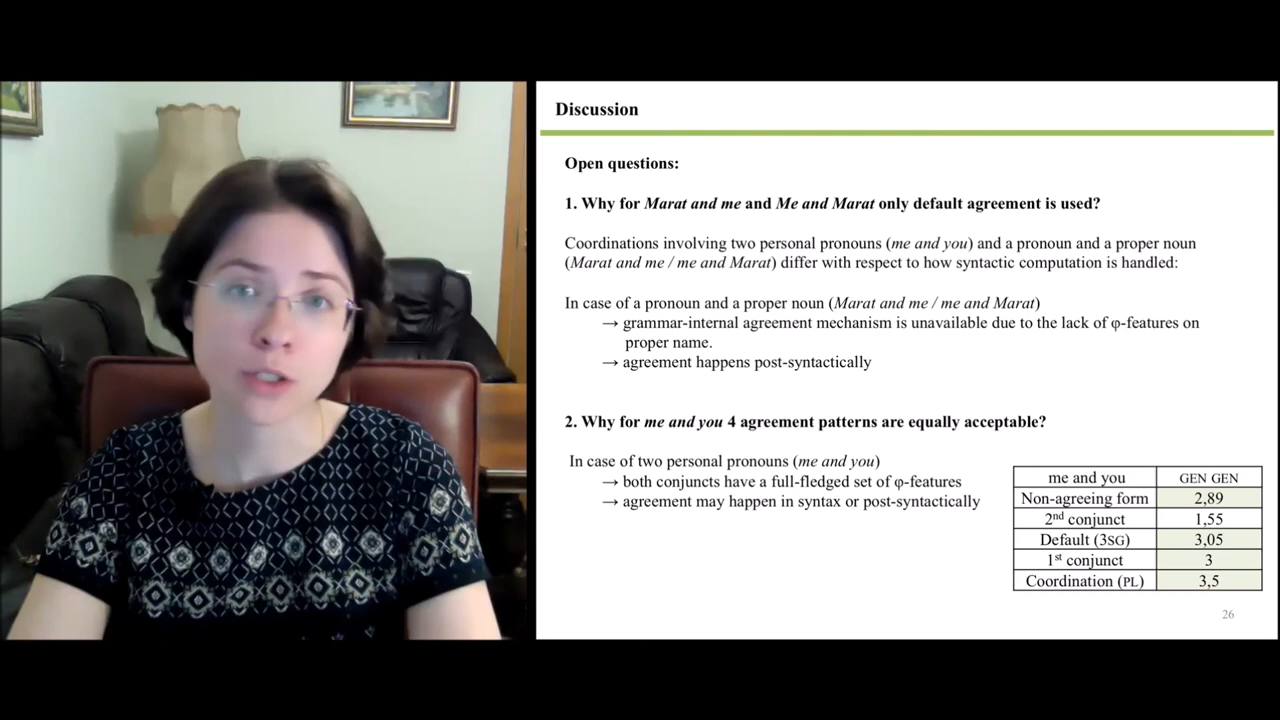 Discussion
Open questions:
1. Why for Marat and me and Me and Marat only default agreement is used?
Coordinations involving two personal pronouns (me and you) and a pronoun and a proper noun
(Marat and me / me and Marat) differ with respect to how syntactic computation is handled:
In case of a pronoun and a proper noun (Marat and me / me and Marat)
→ grammar-internal agreement mechanism is unavailable due to the lack of φ-features on
proper name.
→ agreement happens post-syntactically
2. Why for me and you 4 agreement patterns are equally acceptable?
In case of two personal pronouns (me and you)
→ both conjuncts have a full-fledged set of φ-features
→ agreement may happen in syntax or post-syntactically
me and you GEN GEN
Non-agreeing form 2,89
2nd conjunct 1,55
Default (3SG) 3,05
1st conjunct 3
Coordination (PL) 3,5
26